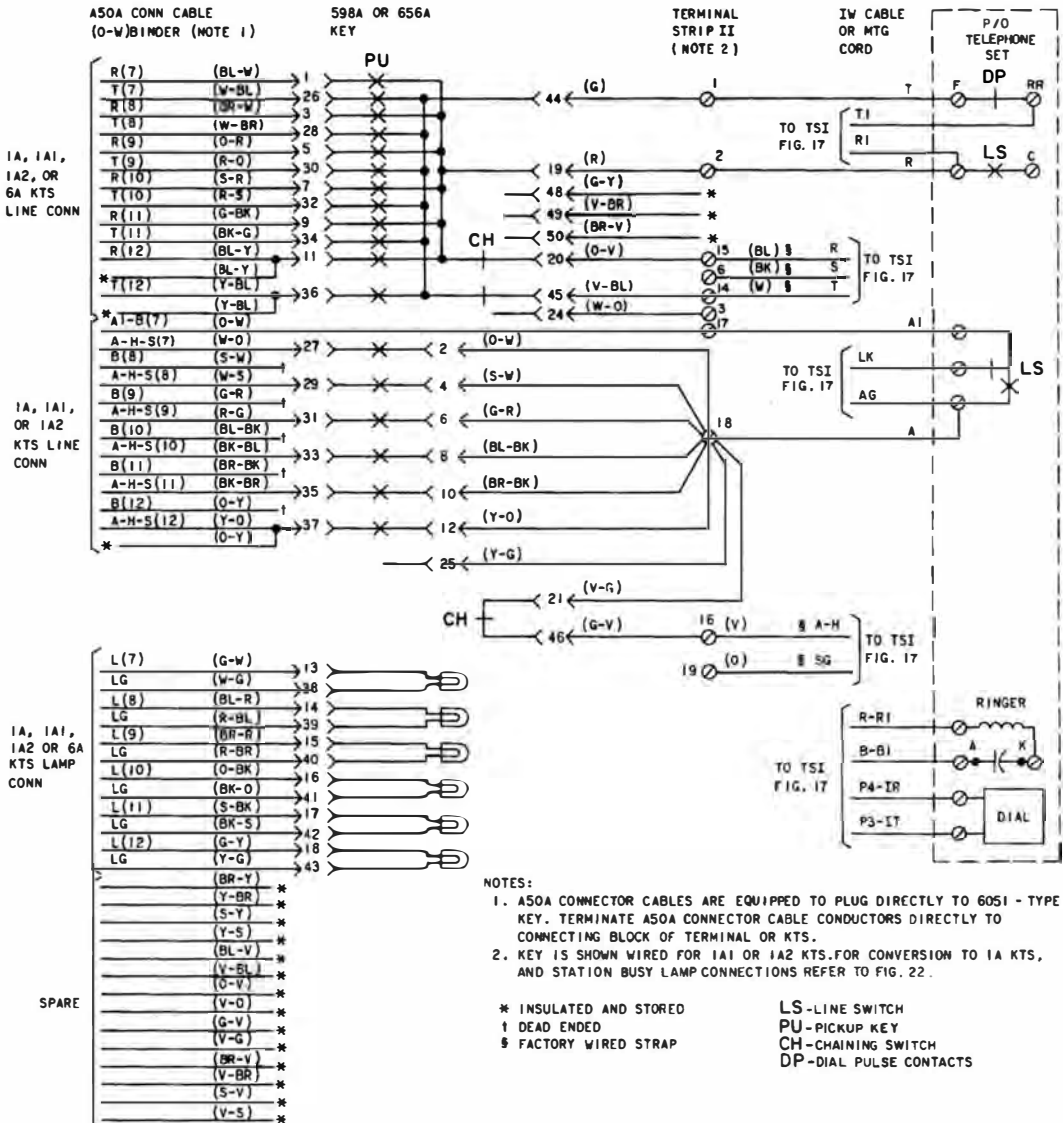 A50A CONN CABLE
(O-W)BINDER (NOTE 1)
598A OR 656A
KEY
PU
TERMINAL
STRIP II
(NOTE 2)
IW CABLE
OR MTG
CORD
P/O
TELEPHONE
SET
DP
1A, 1A1,
1A2, OR
6A KTS
LINE CONN
R(7) (BL-W) 1
T(7) (W-BL) 26
R(8) (BR-W) 3
T(8) (W-BR) 28
R(9) (O-R) 5
T(9) (R-O) 30
R(10) (S-R) 7
T(10) (R-S) 32
R(11) (G-BK) 9
T(11) (BK-G) 34
R(12) (BL-Y) 11
* (BL-Y)
T(12) (Y-BL) 36
* (Y-BL)
CH
44 (G) 1 T F RR
TO TSI
FIG. 17
T1
R1
R
LS
C
19 (R) 2
48 (G-Y) *
49 (V-BR) *
50 (BR-V) *
20 (O-V) 15 (BL) § R
6 (BK) § S
45 (V-BL) 14 (W) § T
TO TSI
FIG. 17
24 (W-O) 3
17 A1
1A, 1A1,
OR 1A2
KTS LINE
CONN
A1-B(7) (O-W)
A-H-S(7) (W-O) 27 2 (O-W)
B(8) (S-W) †
A-H-S(8) (W-S) 29 4 (S-W)
B(9) (G-R) †
A-H-S(9) (R-G) 31 6 (G-R)
B(10) (BL-BK) †
A-H-S(10) (BK-BL) 33 8 (BL-BK)
B(11) (BR-BK) †
A-H-S(11) (BK-BR) 35 10 (BR-BK)
B(12) (O-Y) †
A-H-S(12) (Y-O) 37 12 (Y-O)
* (O-Y)
25 (Y-G)
18
TO TSI
FIG. 17
LK
AG
A
LS
CH
21 (V-G)
46 (G-V) 16 (V) § A-H
19 (O) § SG
TO TSI
FIG. 17
1A, 1A1,
1A2 OR 6A
KTS LAMP
CONN
L(7) (G-W) 13
LG (W-G) 38
L(8) (BL-R) 14
LG (R-BL) 39
L(9) (BR-R) 15
LG (R-BR) 40
L(10) (O-BK) 16
LG (BK-O) 41
L(11) (S-BK) 17
LG (BK-S) 42
L(12) (G-Y) 18
LG (Y-G) 43
TO TSI
FIG. 17
R-R1
B-B1
P4-1R
P3-1T
RINGER
A K
DIAL
SPARE
(BR-Y) *
(Y-BR) *
(S-Y) *
(Y-S) *
(BL-V) *
(V-BL) *
(O-V) *
(V-O) *
(G-V) *
(V-G) *
(BR-V) *
(V-BR) *
(S-V) *
(V-S) *
NOTES:
1. A50A CONNECTOR CABLES ARE EQUIPPED TO PLUG DIRECTLY TO 6051 - TYPE
KEY. TERMINATE A50A CONNECTOR CABLE CONDUCTORS DIRECTLY TO
CONNECTING BLOCK OF TERMINAL OR KTS.
2. KEY IS SHOWN WIRED FOR 1A1 OR 1A2 KTS.FOR CONVERSION TO 1A KTS,
AND STATION BUSY LAMP CONNECTIONS REFER TO FIG. 22.
* INSULATED AND STORED
† DEAD ENDED
§ FACTORY WIRED STRAP
LS-LINE SWITCH
PU-PICKUP KEY
CH-CHAINING SWITCH
DP-DIAL PULSE CONTACTS